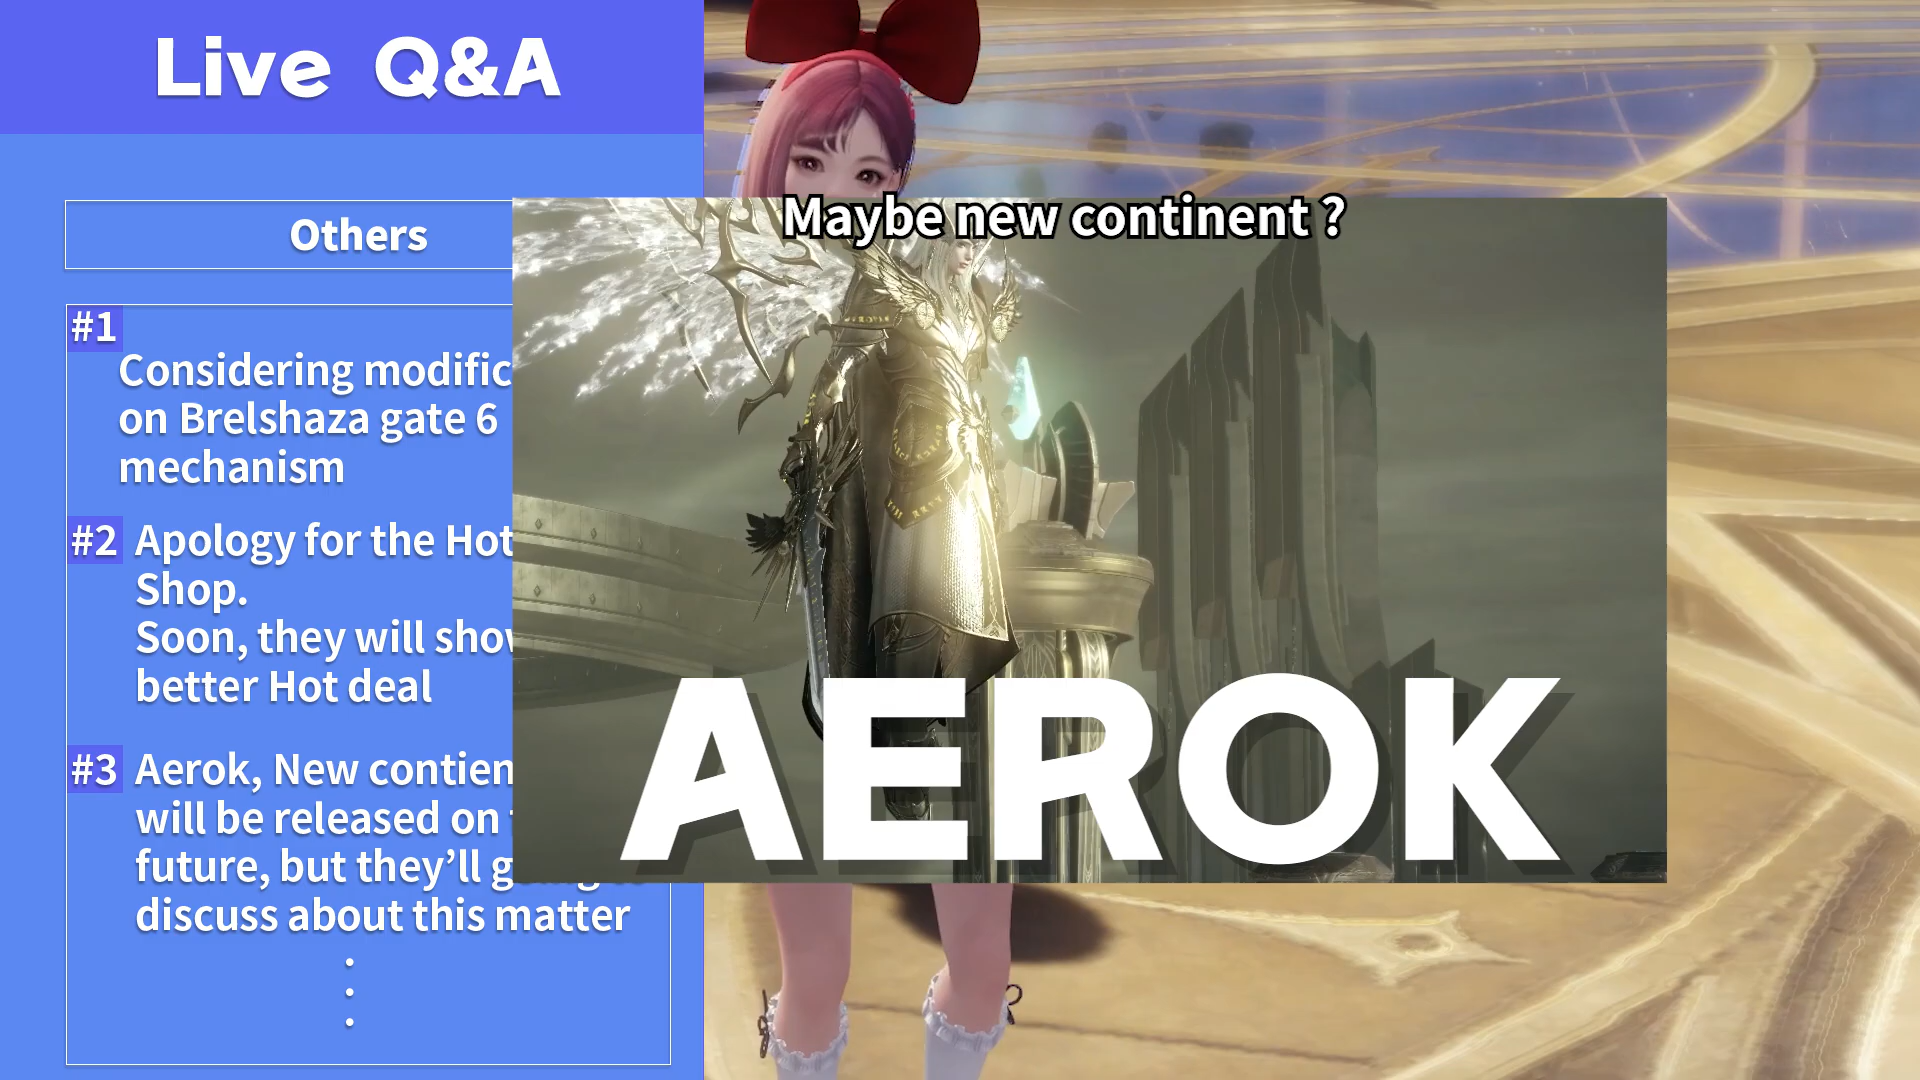 Live Q&A
Others
Maybe new continent ?
#1
Considering modific
on Brelshaza gate 6
mechanism
#2 Apology for the Hot
Shop.
Soon, they will show
better Hot deal
#3 Aerok, New contien
will be released on
future, but they'll
discuss about this matter
AEROK